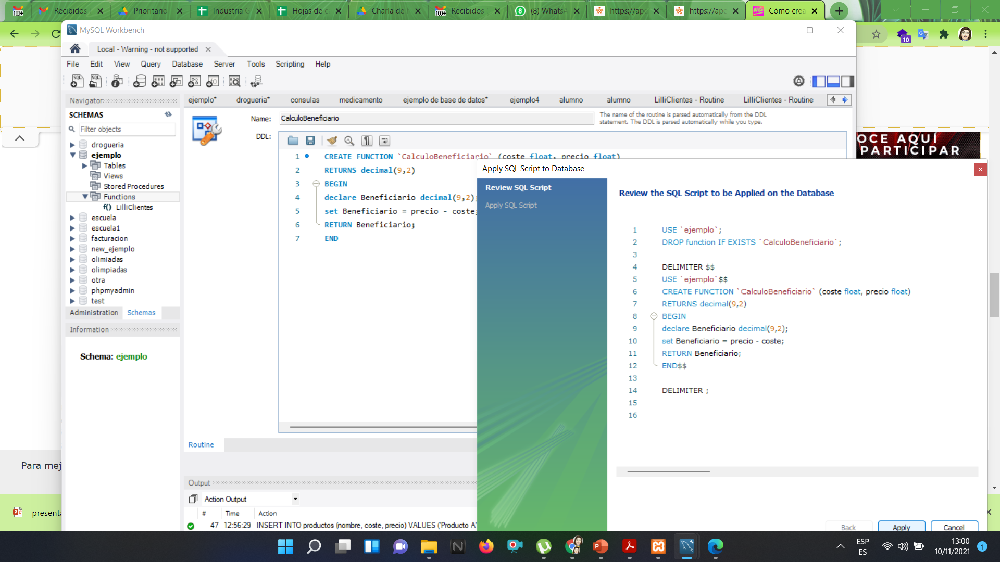 Recibidos
Prioritario
Industria G
Hojas de c
Charla de
Recibidos (
(8) WhatsA
https://ape
https://ape
Cómo crea
MySQL Workbench
10
Local - Warning - not supported
File Edit View Query Database Server Tools Scripting Help
Navigator
ejemplo* drogueria* consulas medicamento ejemplo de base de datos* ejemplo4 alumno alumno LilliClientes - Routine LilliClientes - Routine
SCHEMAS
Filter objects
drogueria
ejemplo
Tables
Views
Stored Procedures
Functions
f() LilliClientes
escuela
escuela1
facturacion
new_ejemplo
olimiadas
olimpiadas
otra
phpmyadmin
test
Administration Schemas
Information
Schema: ejemplo
Name: CalculoBeneficiario
The name of the routine is parsed automatically from the DDL
statement. The DDL is parsed automatically while you type.
DDL:
1 CREATE FUNCTION `CalculoBeneficiario` (coste float, precio float)
2 RETURNS decimal(9,2)
3 BEGIN
4 declare Beneficiario decimal(9,2);
5 set Beneficiario = precio - coste;
6 RETURN Beneficiario;
7 END
Routine
Output
Action Output
# Time Action
47 12:56:29 INSERT INTO productos (nombre, coste, precio) VALUES ('Producto A'
OCE AQUÍ
PARTICIPAR
Apply SQL Script to Database
Review SQL Script
Apply SQL Script
Review the SQL Script to be Applied on the Database
1 USE `ejemplo`;
2 DROP function IF EXISTS `CalculoBeneficiario`;
3
4 DELIMITER $$
5 USE `ejemplo`$$
6 CREATE FUNCTION `CalculoBeneficiario` (coste float, precio float)
7 RETURNS decimal(9,2)
8 BEGIN
9 declare Beneficiario decimal(9,2);
10 set Beneficiario = precio - coste;
11 RETURN Beneficiario;
12 END$$
13
14 DELIMITER ;
15
16
Back Apply Cancel
Para mej
presenta
ESP
ES
13:00
10/11/2021
1